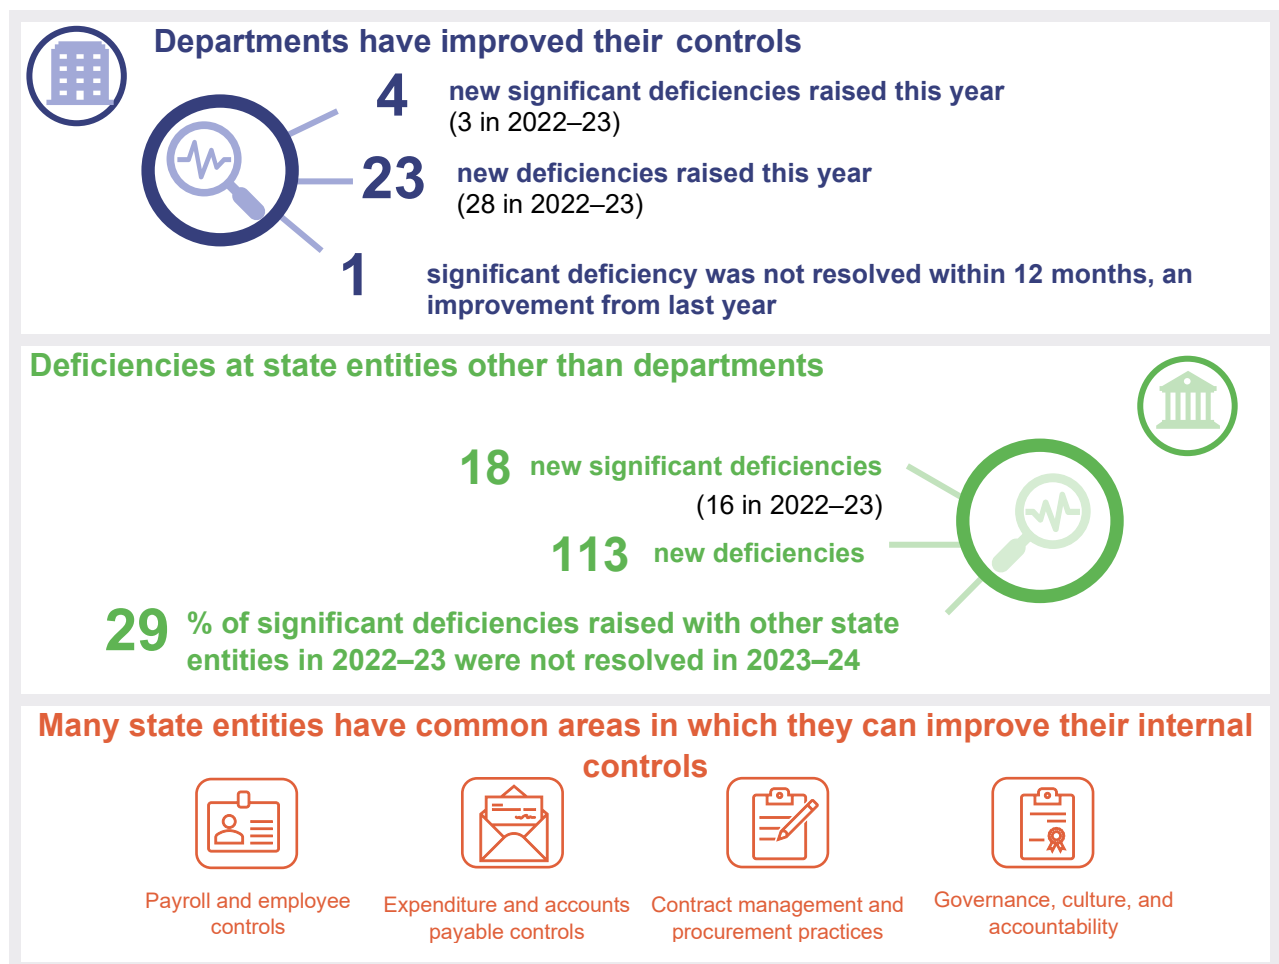 Departments have improved their controls
4 new significant deficiencies raised this year
(3 in 2022–23)
23 new deficiencies raised this year
(28 in 2022–23)
1 significant deficiency was not resolved within 12 months, an
improvement from last year
Deficiencies at state entities other than departments
18 new significant deficiencies
(16 in 2022–23)
113 new deficiencies
29 % of significant deficiencies raised with other state
entities in 2022–23 were not resolved in 2023–24
Many state entities have common areas in which they can improve their internal
controls
Payroll and employee
controls
Expenditure and accounts
payable controls
Contract management and
procurement practices
Governance, culture, and
accountability